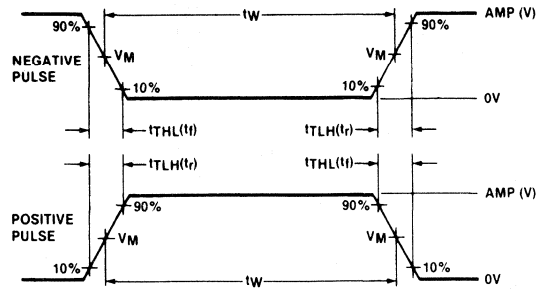 tW
AMP (V)
90%
90%
NEGATIVE
PULSE
VM
VM
10%
10%
0V
tTHL(tf)
tTLH(tr)
tTLH(tr)
tTHL(tf)
AMP (V)
90%
90%
POSITIVE
PULSE
VM
VM
10%
10%
tW
0V